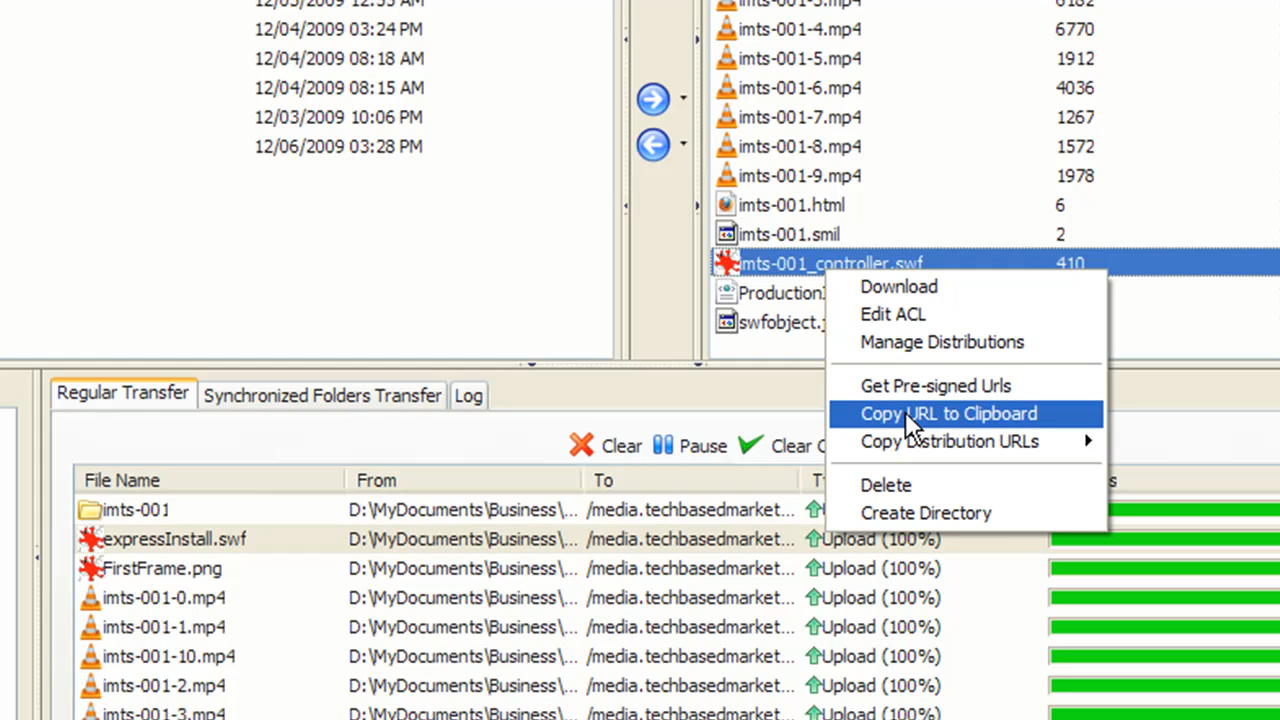 12/05/2009 12:55 AM
12/04/2009 03:24 PM
12/04/2009 08:18 AM
12/04/2009 08:15 AM
12/03/2009 10:06 PM
12/06/2009 03:28 PM
imts-001-3.mp4 6182
imts-001-4.mp4 6770
imts-001-5.mp4 1912
imts-001-6.mp4 4036
imts-001-7.mp4 1267
imts-001-8.mp4 1572
imts-001-9.mp4 1978
imts-001.html 6
imts-001.smil 2
imts-001_controller.swf 410
Production
swfobject.
Download
Edit ACL
Manage Distributions
Get Pre-signed Urls
Copy URL to Clipboard
Copy Distribution URLs
Delete
Create Directory
Regular Transfer Synchronized Folders Transfer Log
Clear Pause Clear
File Name From To
imts-001 D:\MyDocuments\Business\... /media.techbasedmarket...
expressInstall.swf D:\MyDocuments\Business\... /media.techbasedmarket... Upload (100%)
FirstFrame.png D:\MyDocuments\Business\... /media.techbasedmarket... Upload (100%)
imts-001-0.mp4 D:\MyDocuments\Business\... /media.techbasedmarket... Upload (100%)
imts-001-1.mp4 D:\MyDocuments\Business\... /media.techbasedmarket... Upload (100%)
imts-001-10.mp4 D:\MyDocuments\Business\... /media.techbasedmarket... Upload (100%)
imts-001-2.mp4 D:\MyDocuments\Business\... /media.techbasedmarket... Upload (100%)
imts-001-3.mp4 D:\MyDocuments\Business\... /media.techbasedmarket... Upload (100%)